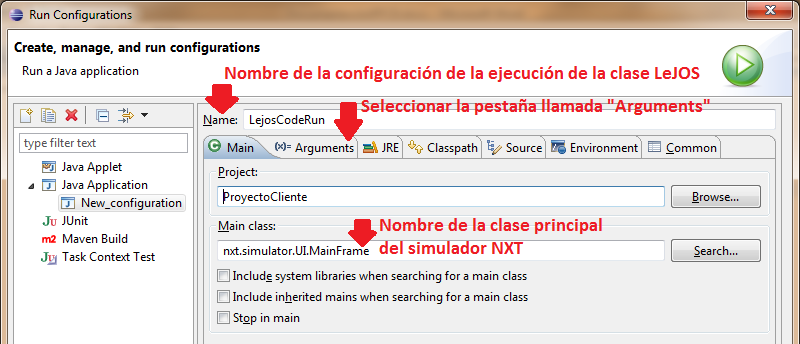 Run Configurations
Create, manage, and run configurations
Run a Java application
Nombre de la configuración de la ejecución de la clase LeJOS
Seleccionar la pestaña llamada "Arguments"
Name: LejosCodeRun
type filter text
Java Applet
Java Application
New_configuration
JUnit
Maven Build
Task Context Test
Main
(x)= Arguments
JRE
Classpath
Source
Environment
Common
Project:
ProyectoCliente
Browse...
Main class:
Nombre de la clase principal
del simulador NXT
nxt.simulator.UI.MainFrame
Search...
Include system libraries when searching for a main class
Include inherited mains when searching for a main class
Stop in main